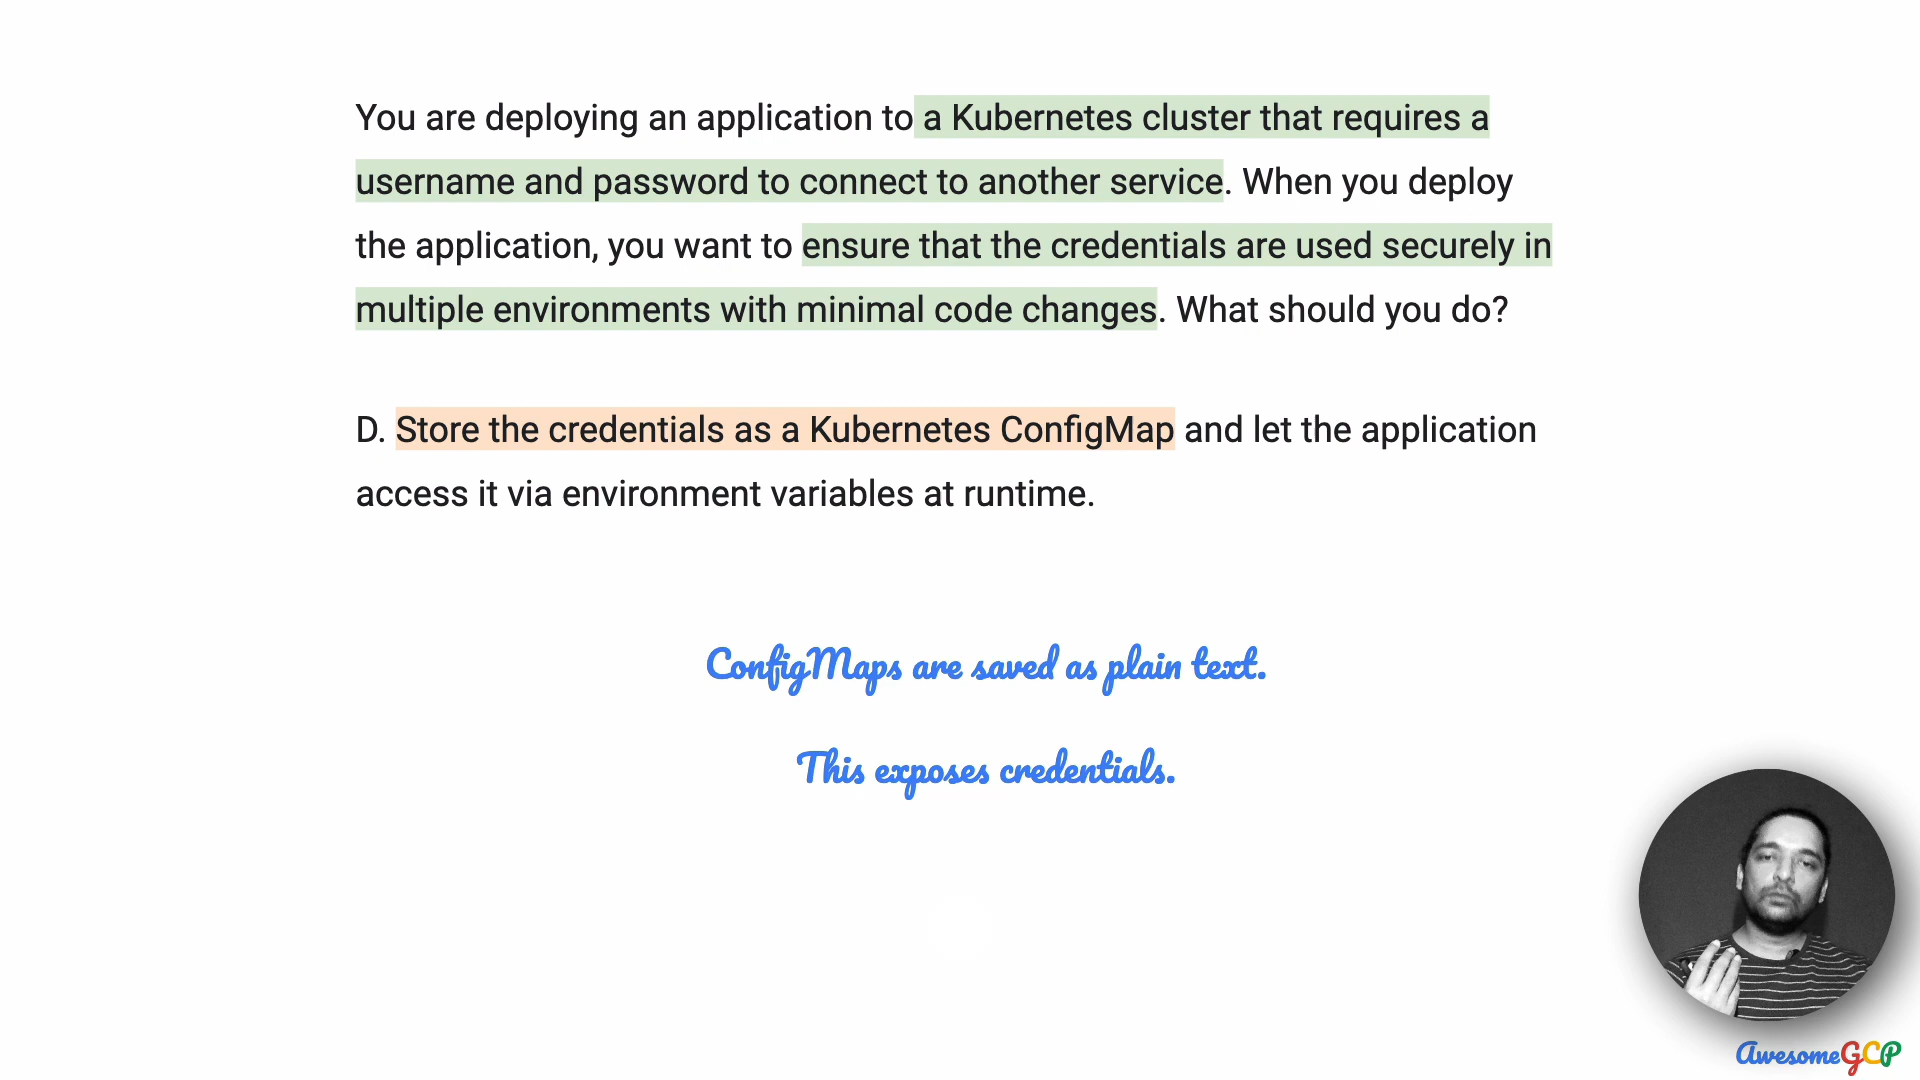 You are deploying an application to a Kubernetes cluster that requires a
username and password to connect to another service. When you deploy
the application, you want to ensure that the credentials are used securely in
multiple environments with minimal code changes. What should you do?
D. Store the credentials as a Kubernetes ConfigMap and let the application
access it via environment variables at runtime.
ConfigMaps are saved as plain text.
This exposes credentials.
AwesomeGCP